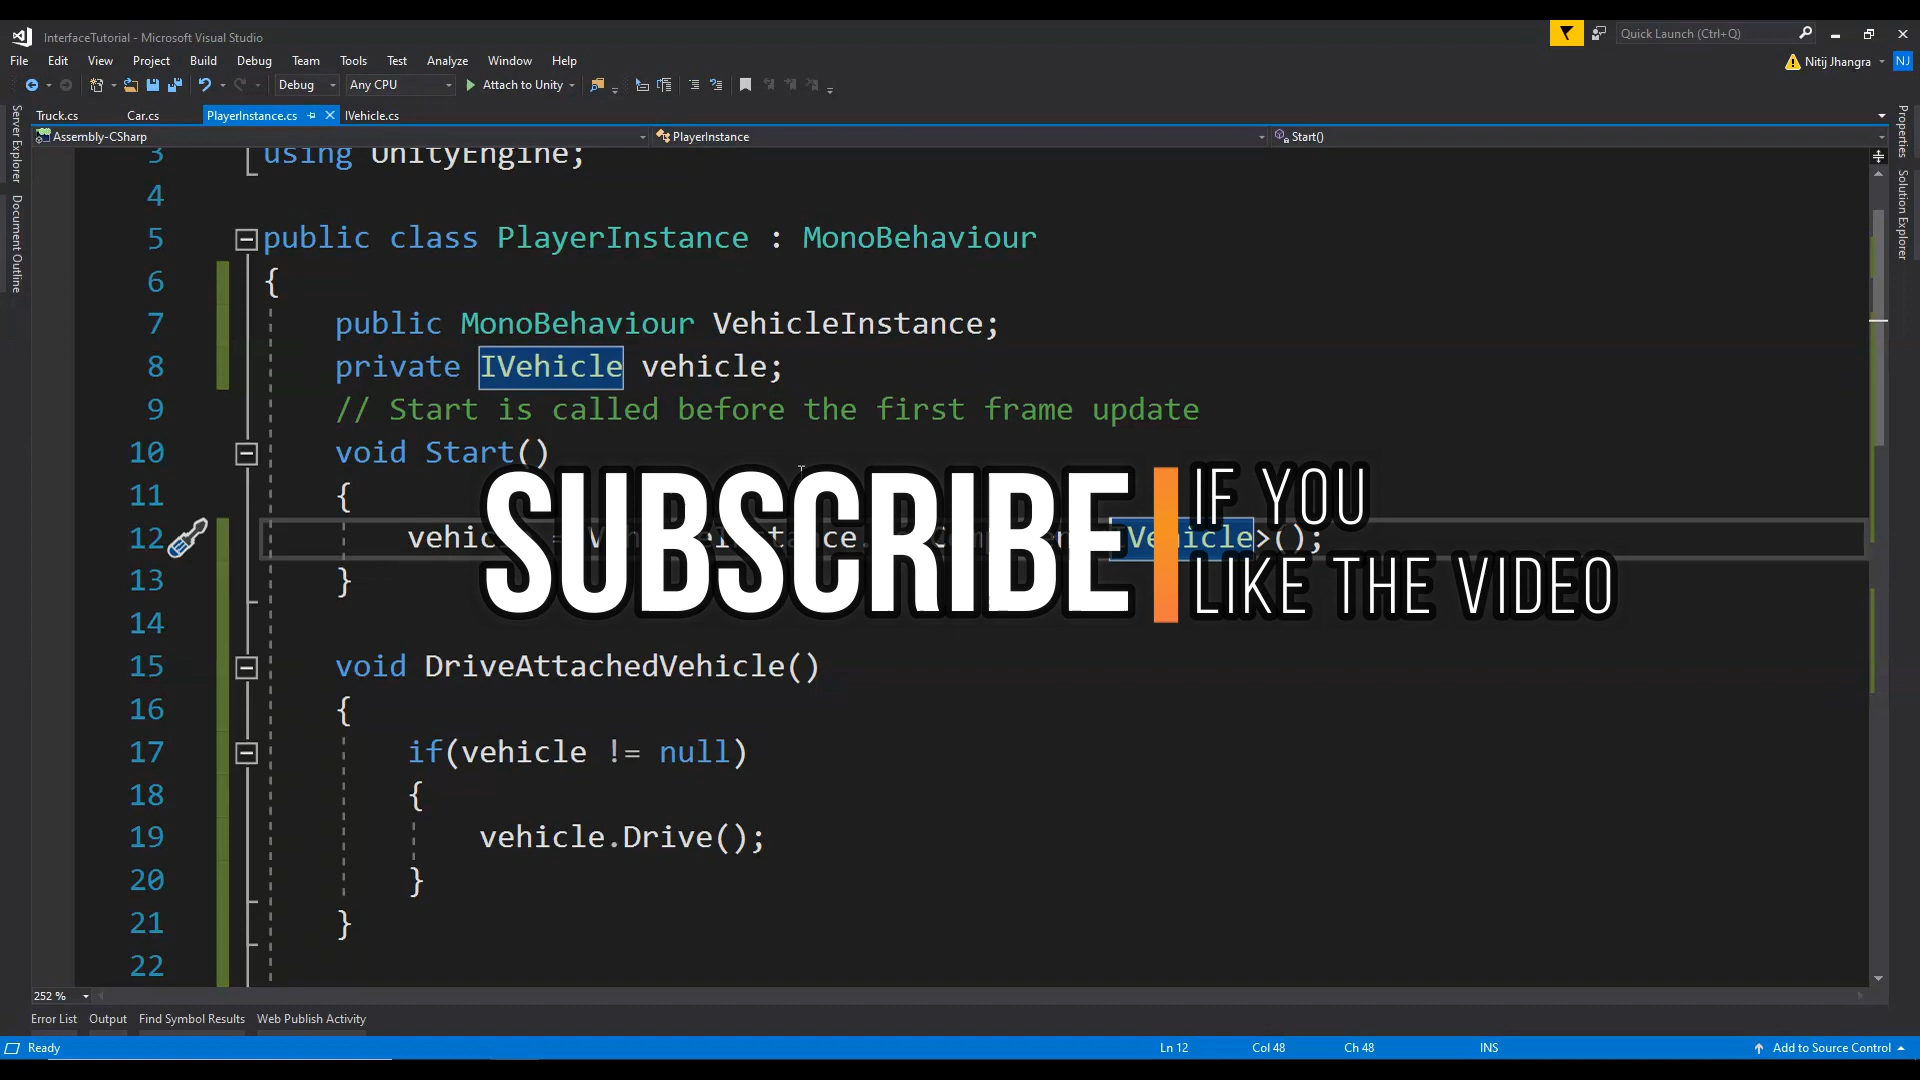 InterfaceTutorial - Microsoft Visual Studio
Quick Launch (Ctrl+Q)
File Edit View Project Build Debug Team Tools Test Analyze Window Help
Nitij Jhangra NJ
Debug Any CPU Attach to Unity
Truck.cs Car.cs PlayerInstance.cs IVehicle.cs
Assembly-CSharp PlayerInstance Start()
Server Explorer
Document Outline
Properties
Solution Explorer
3 using UnityEngine;
4
5 public class PlayerInstance : MonoBehaviour
6 {
7 public MonoBehaviour VehicleInstance;
8 private IVehicle vehicle;
9 // Start is called before the first frame update
10 void Start()
11 {
12 vehicle>();
SUBSCRIBE
IF YOU
LIKE THE VIDEO
13 }
14
15 void DriveAttachedVehicle()
16 {
17 if(vehicle != null)
18 {
19 vehicle.Drive();
20 }
21 }
22
252 %
Error List Output Find Symbol Results Web Publish Activity
Ready Ln 12 Col 48 Ch 48 INS Add to Source Control